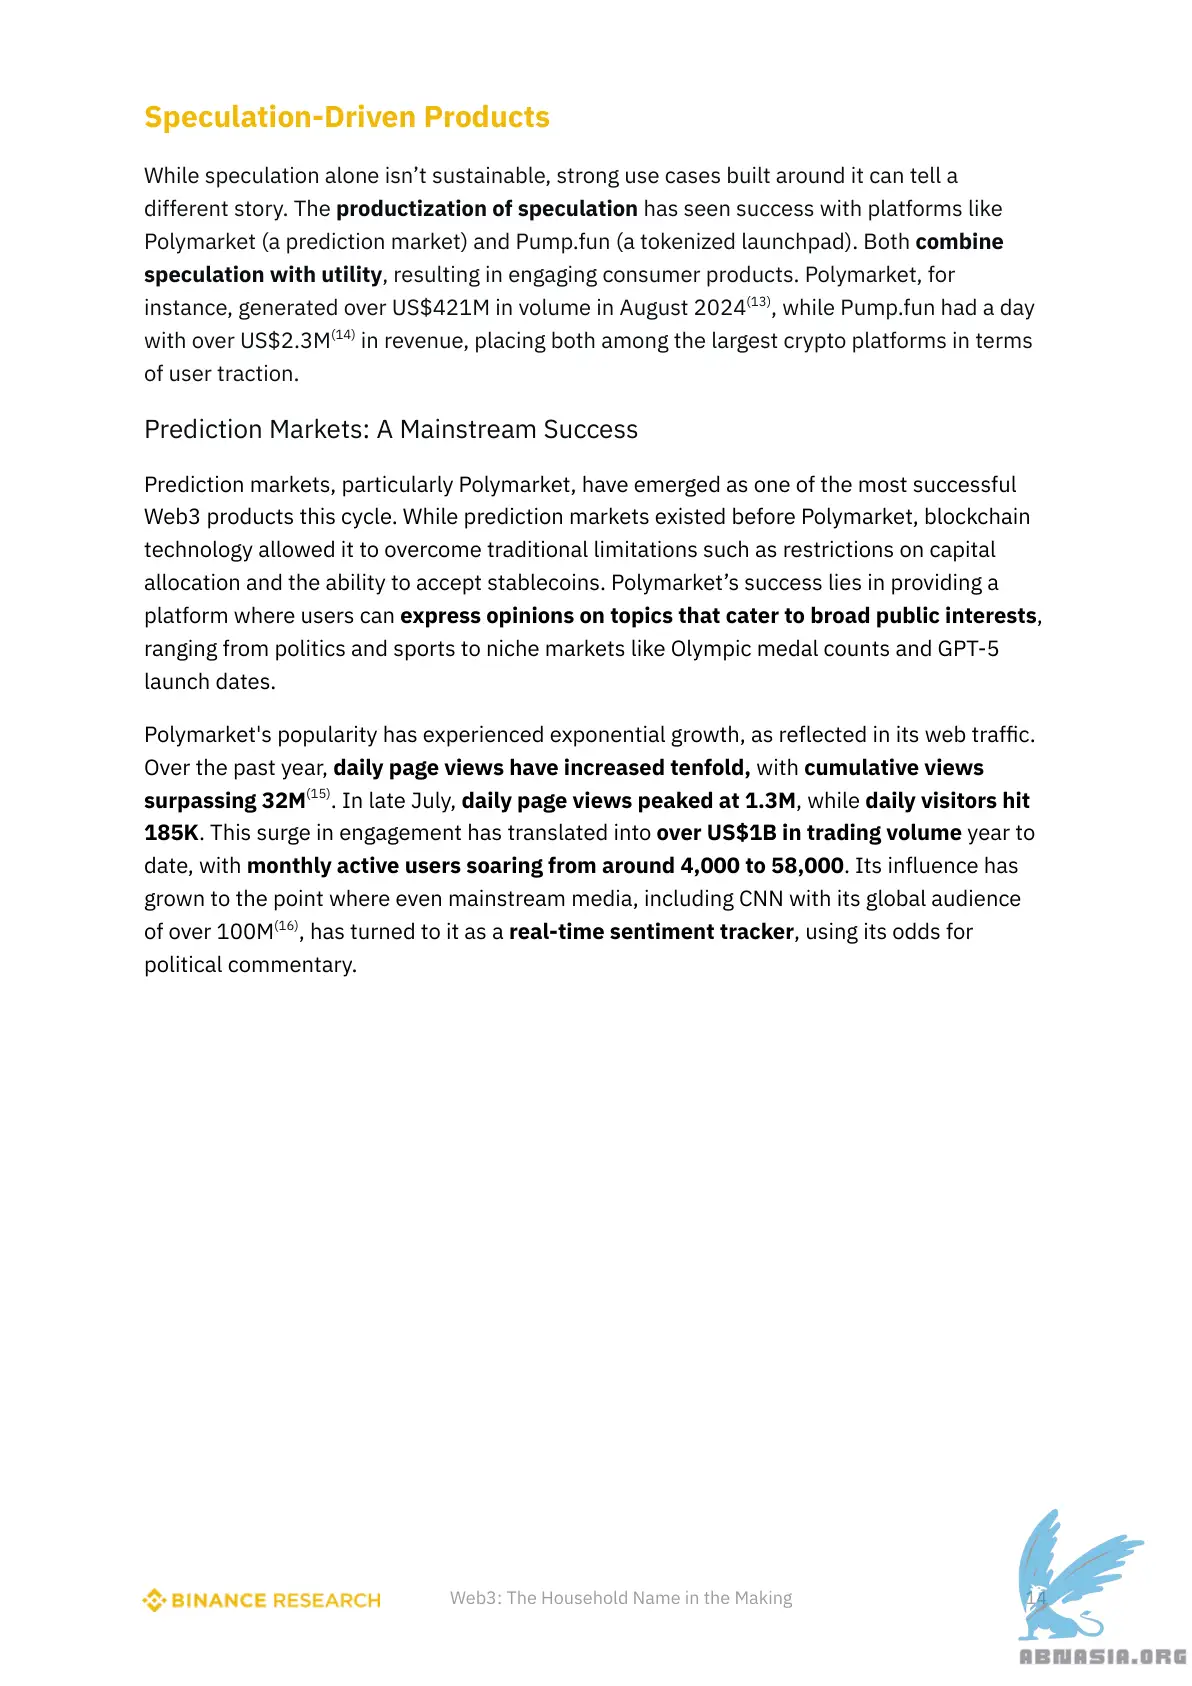 Speculation-Driven Products
While speculation alone isn’t sustainable, strong use cases built around it can tell a
different story. The productization of speculation has seen success with platforms like
Polymarket (a prediction market) and Pump.fun (a tokenized launchpad). Both combine
speculation with utility, resulting in engaging consumer products. Polymarket, for
instance, generated over US$421M in volume in August 2024(13), while Pump.fun had a day
with over US$2.3M(14) in revenue, placing both among the largest crypto platforms in terms
of user traction.
Prediction Markets: A Mainstream Success
Prediction markets, particularly Polymarket, have emerged as one of the most successful
Web3 products this cycle. While prediction markets existed before Polymarket, blockchain
technology allowed it to overcome traditional limitations such as restrictions on capital
allocation and the ability to accept stablecoins. Polymarket’s success lies in providing a
platform where users can express opinions on topics that cater to broad public interests,
ranging from politics and sports to niche markets like Olympic medal counts and GPT-5
launch dates.
Polymarket's popularity has experienced exponential growth, as reflected in its web traffic.
Over the past year, daily page views have increased tenfold, with cumulative views
surpassing 32M(15). In late July, daily page views peaked at 1.3M, while daily visitors hit
185K. This surge in engagement has translated into over US$1B in trading volume year to
date, with monthly active users soaring from around 4,000 to 58,000. Its influence has
grown to the point where even mainstream media, including CNN with its global audience
of over 100M(16), has turned to it as a real-time sentiment tracker, using its odds for
political commentary.
BINANCE RESEARCH
Web3: The Household Name in the Making
14
ABNASIA.ORG